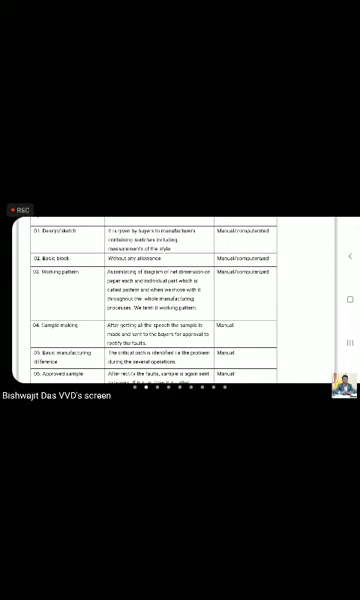 REC
01. Design/sketch
It is given by buyers to manufacturers
containing sketches including
measurements of the style
Manual/computerized
02. Basic block
Without any allowance
Manual/computerized
03. Working pattern
Assimilating of diagram of net dimension on
paper each and individual part which is
called pattern and when we move with it
throughout the whole manufacturing
processes. We term it working pattern.
Manual/computerized
04. Sample making
After getting all the speech the sample is
made and sent to the buyers for approval to
rectify the faults.
Manual
05. Basic manufacturing
difference
The critical path is identified i.e the problem
during the several operations.
Manual
06. Approved sample
After rectify the faults, sample is again sent
Manual
Bishwajit Das VVD's screen